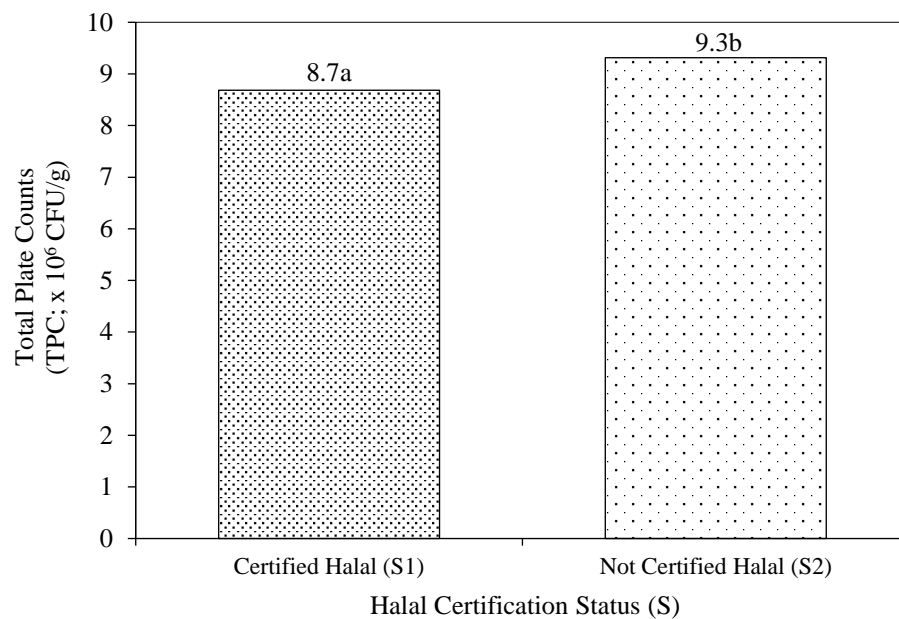 10
9
8
7
6
5
4
3
2
1
0
Total Plate Counts
(TPC; x 10⁶ CFU/g)
8.7a
9.3b
Certified Halal (S1)
Not Certified Halal (S2)
Halal Certification Status (S)